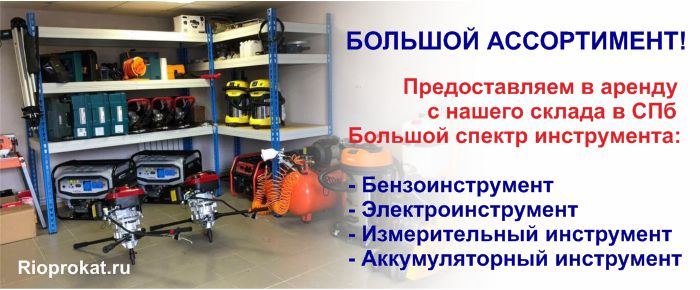 БОЛЬШОЙ АССОРТИМЕНТ!
Предоставляем в аренду
с нашего склада в СПб
Большой спектр инструмента:
- Бензоинструмент
- Электроинструмент
- Измерительный инструмент
- Аккумуляторный инструмент
Rioprokat.ru